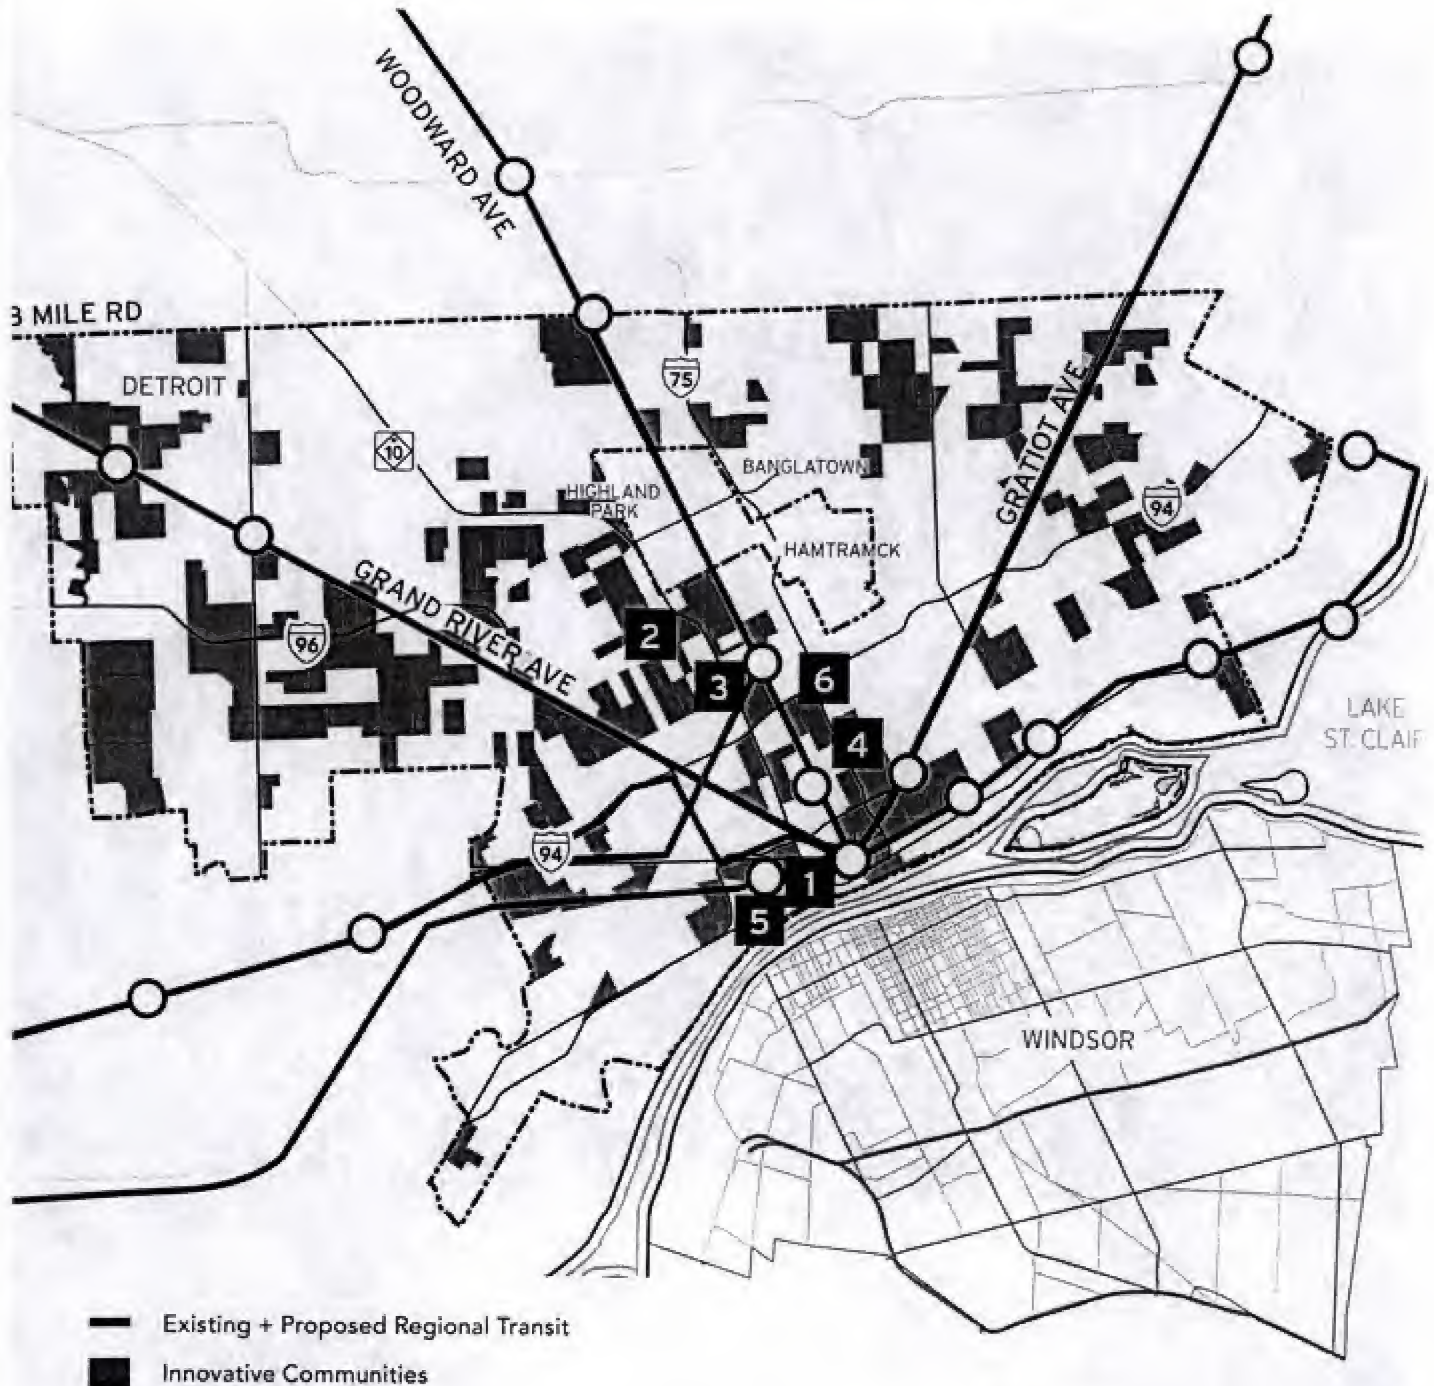 WOODWARD AVE
8 MILE RD
DETROIT
75
10
GRATIOT AVE
BANGLATOWN
HIGHLAND
PARK
94
HAMTRAMCK
GRAND RIVER AVE
96
2
3
6
4
LAKE
ST. CLAIR
94
1
5
WINDSOR
Existing + Proposed Regional Transit
Innovative Communities